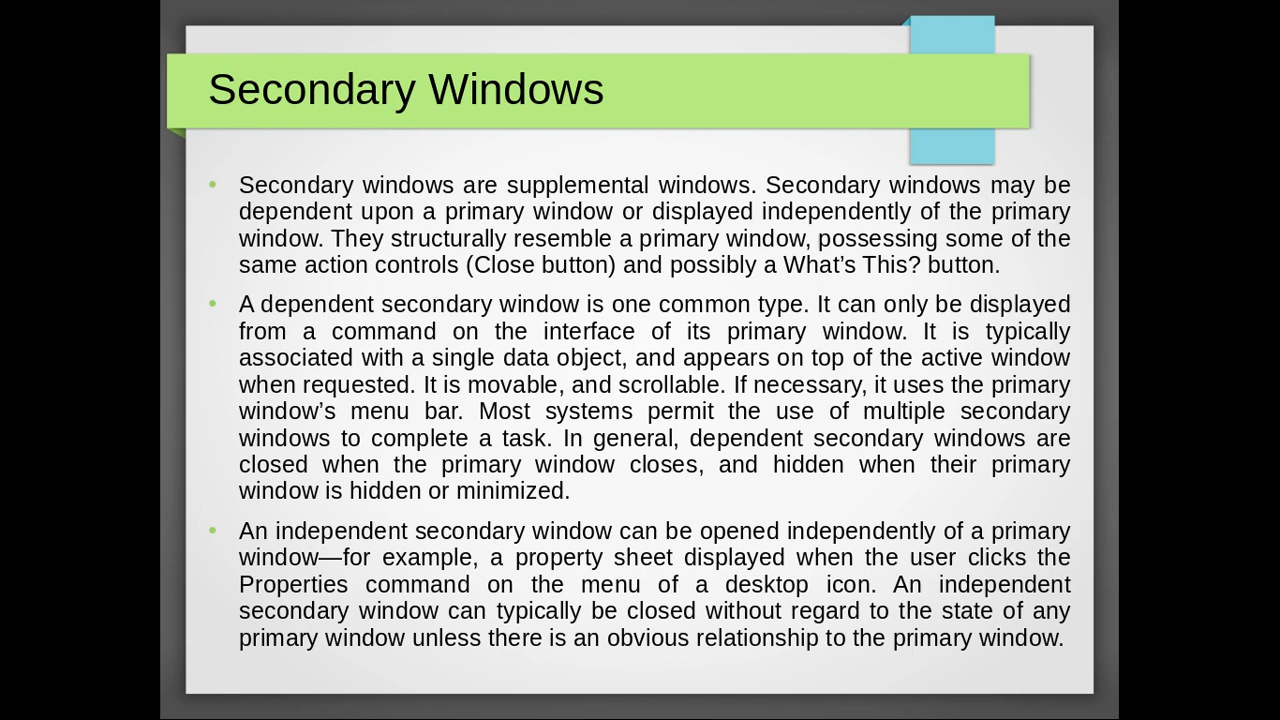 Secondary Windows
Secondary windows are supplemental windows. Secondary windows may be
dependent upon a primary window or displayed independently of the primary
window. They structurally resemble a primary window, possessing some of the
same action controls (Close button) and possibly a What’s This? button.
A dependent secondary window is one common type. It can only be displayed
from a command on the interface of its primary window. It is typically
associated with a single data object, and appears on top of the active window
when requested. It is movable, and scrollable. If necessary, it uses the primary
window’s menu bar. Most systems permit the use of multiple secondary
windows to complete a task. In general, dependent secondary windows are
closed when the primary window closes, and hidden when their primary
window is hidden or minimized.
An independent secondary window can be opened independently of a primary
window—for example, a property sheet displayed when the user clicks the
Properties command on the menu of a desktop icon. An independent
secondary window can typically be closed without regard to the state of any
primary window unless there is an obvious relationship to the primary window.